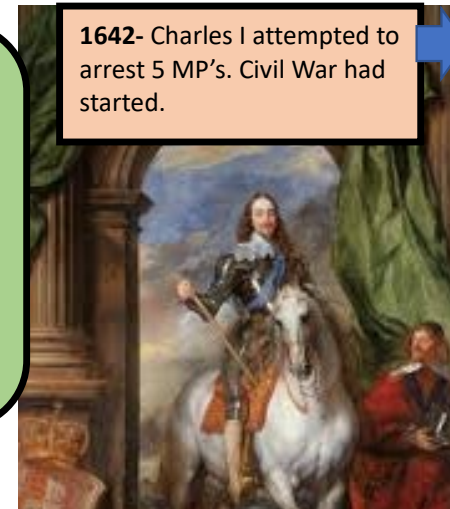 1642- Charles I attempted to
arrest 5 MP’s. Civil War had
started.